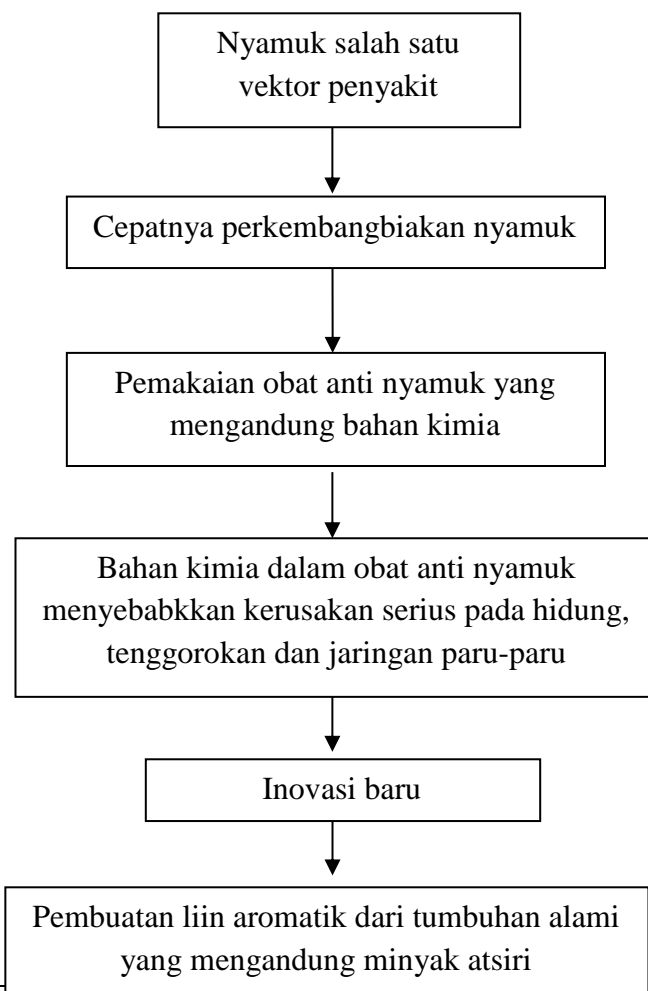 Nyamuk salah satu
vektor penyakit
Cepatnya perkembangbiakan nyamuk
Pemakaian obat anti nyamuk yang
mengandung bahan kimia
Bahan kimia dalam obat anti nyamuk
menyebabkkan kerusakan serius pada hidung,
tenggorokan dan jaringan paru-paru
Inovasi baru
Pembuatan liin aromatik dari tumbuhan alami
yang mengandung minyak atsiri